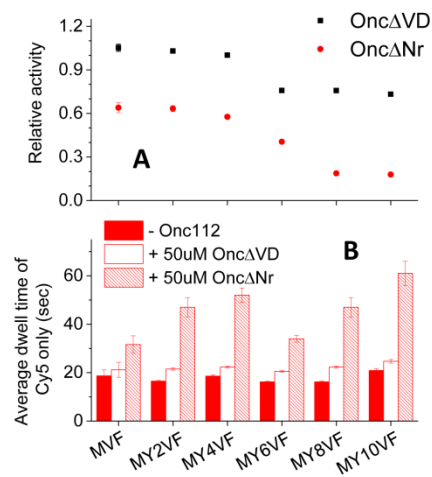 OncΔVD
OncΔNr
1.2
0.9
0.6
0.3
0.0
Relative activity
A
- Onc112
+ 50uM OncΔVD
+ 50uM OncΔNr
B
60
40
20
0
Average dwell time of
Cy5 only (sec)
MVF
MY2VF
MY4VF
MY6VF
MY8VF
MY10VF